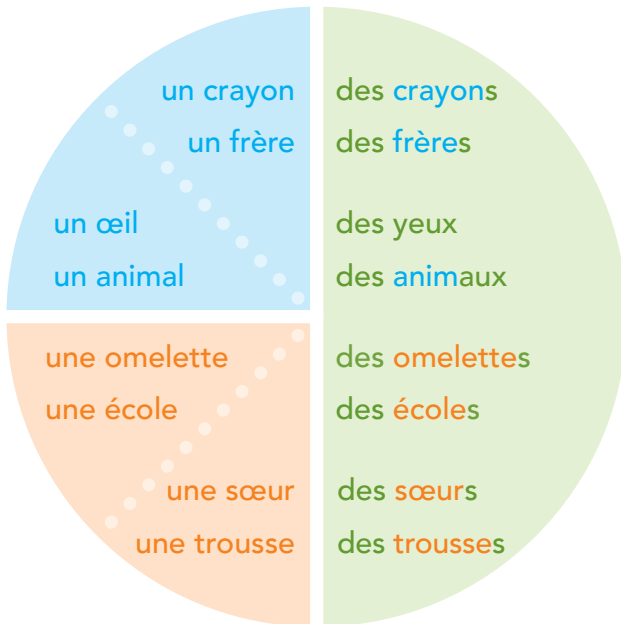 un crayon des crayons
un frère des frères
un œil des yeux
un animal des animaux
une omelette des omelettes
une école des écoles
une sœur des sœurs
une trousse des trousses